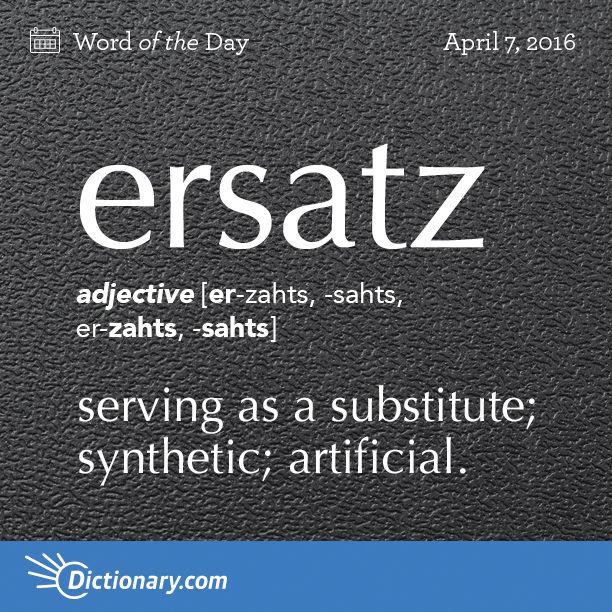 Word of the Day
April 7, 2016
ersatz
adjective [er-zahts, -sahts,
er-zahts, -sahts]
serving as a substitute;
synthetic; artificial.
Dictionary.com